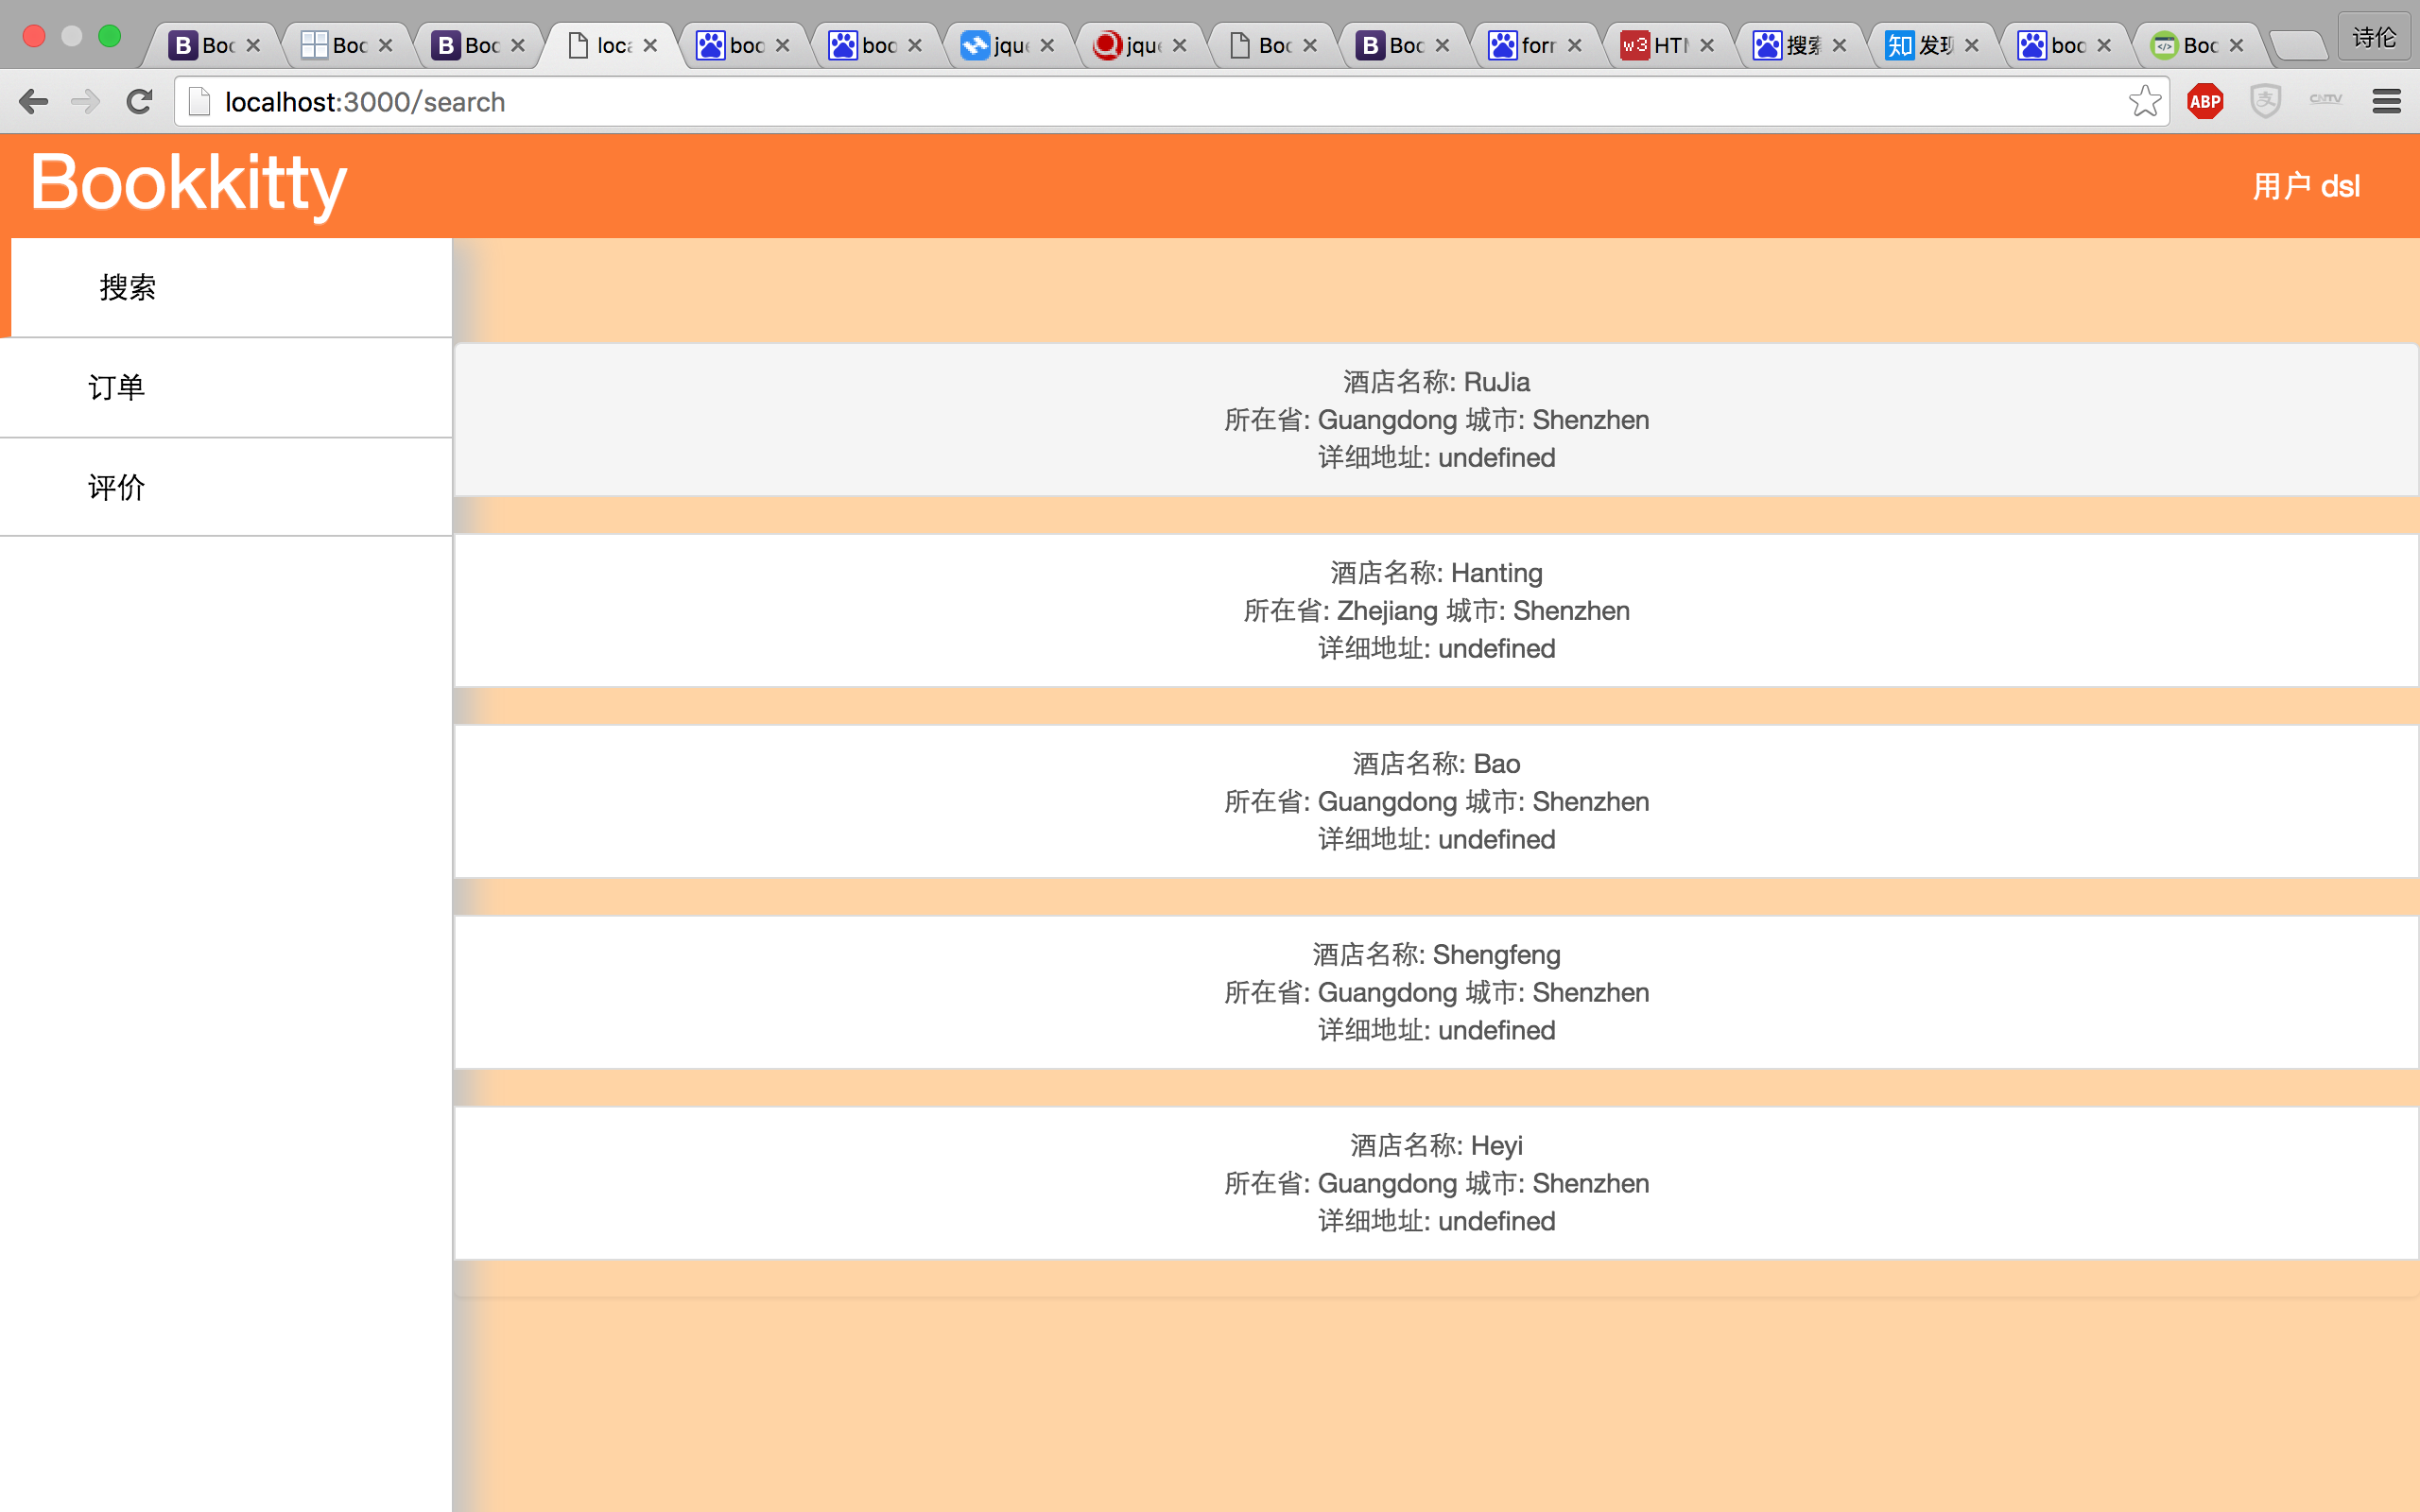 Boo Boo Boo loca boo boo jque jque Boo Boo forn HTM 搜索 发现 boo Boo 诗伦
localhost:3000/search ABP CNTV
Bookkitty 用户 dsl
搜索
订单
评价
酒店名称: RuJia
所在省: Guangdong 城市: Shenzhen
详细地址: undefined
酒店名称: Hanting
所在省: Zhejiang 城市: Shenzhen
详细地址: undefined
酒店名称: Bao
所在省: Guangdong 城市: Shenzhen
详细地址: undefined
酒店名称: Shengfeng
所在省: Guangdong 城市: Shenzhen
详细地址: undefined
酒店名称: Heyi
所在省: Guangdong 城市: Shenzhen
详细地址: undefined